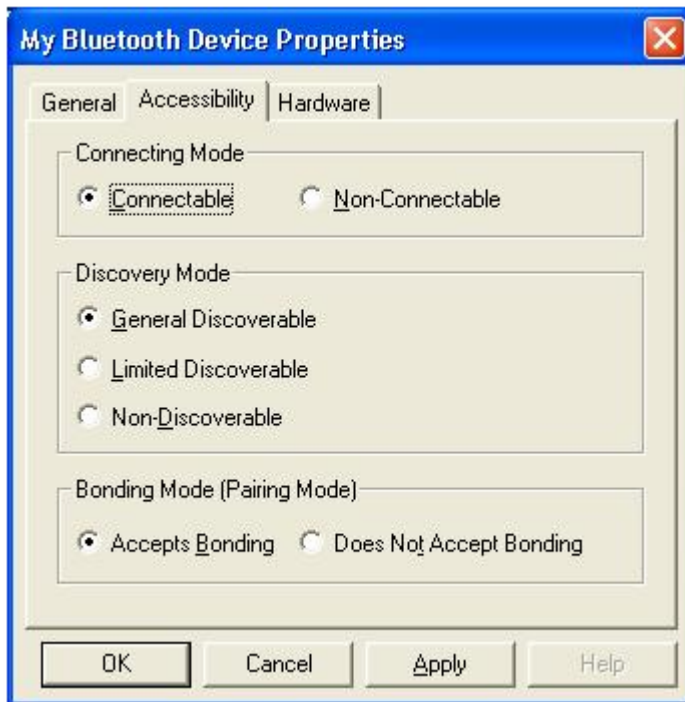 My Bluetooth Device Properties
General Accessibility Hardware
Connecting Mode
Connectable Non-Connectable
Discovery Mode
General Discoverable
Limited Discoverable
Non-Discoverable
Bonding Mode (Pairing Mode)
Accepts Bonding Does Not Accept Bonding
OK Cancel Apply Help